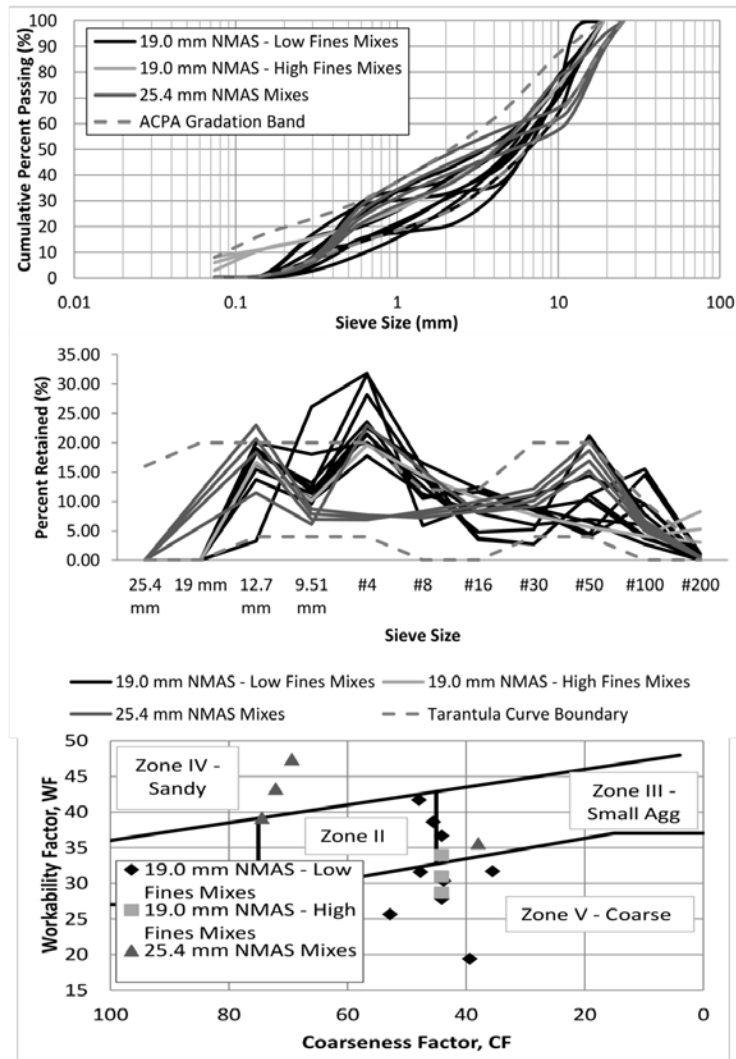 100
90
80
70
60
50
40
30
20
10
0
Cumulative Percent Passing (%)
19.0 mm NMAS - Low Fines Mixes
19.0 mm NMAS - High Fines Mixes
25.4 mm NMAS Mixes
ACPA Gradation Band
0.01 0.1 1 10 100
Sieve Size (mm)
35.00
30.00
25.00
20.00
15.00
10.00
5.00
0.00
Percent Retained (%)
25.4 19 mm 12.7 9.51 #4 #8 #16 #30 #50 #100 #200
mm mm mm
Sieve Size
19.0 mm NMAS - Low Fines Mixes 19.0 mm NMAS - High Fines Mixes
25.4 mm NMAS Mixes Tarantula Curve Boundary
50
45
40
35
30
25
20
15
Workability Factor, WF
Zone IV -
Sandy
Zone II
Zone III -
Small Agg
Zone V - Coarse
19.0 mm NMAS - Low
Fines Mixes
19.0 mm NMAS - High
Fines Mixes
25.4 mm NMAS Mixes
100 80 60 40 20 0
Coarseness Factor, CF